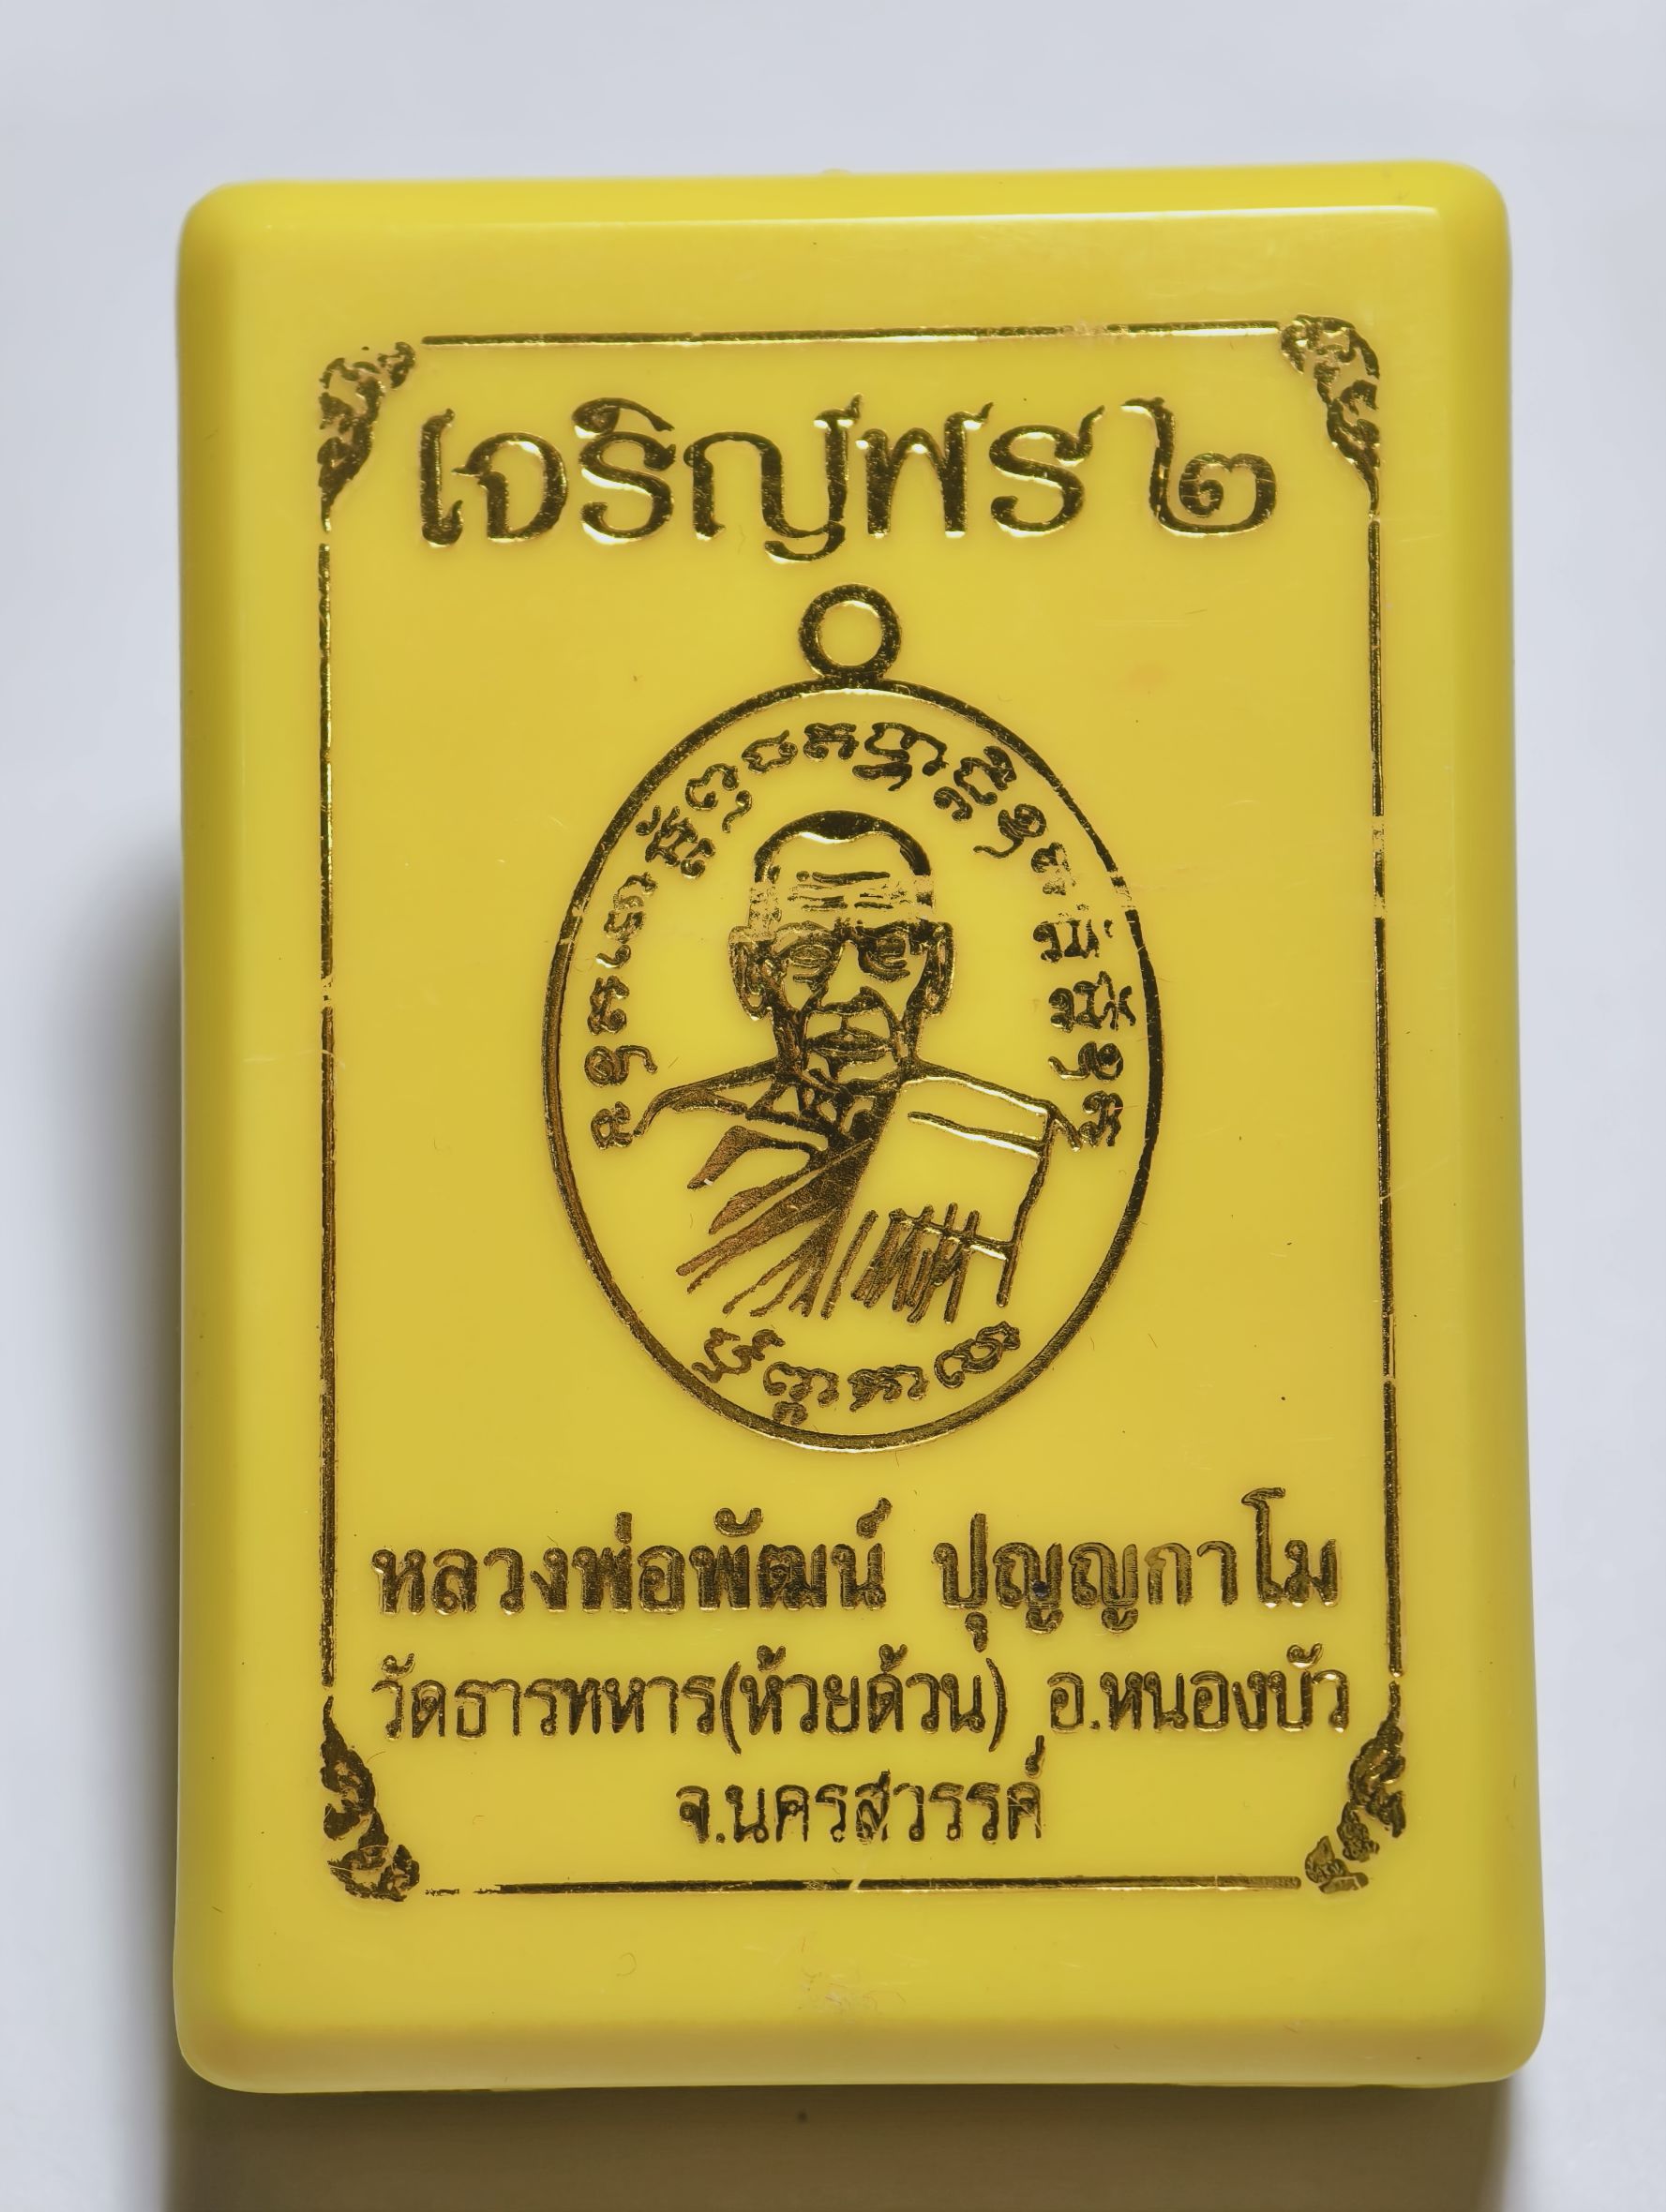 เจริญพร ๒
หลวงพ่อพัฒน์ ปุญญกาโม
วัดธารทหาร(ห้วยด้วน) อ.หนองบัว
จ.นครสวรรค์